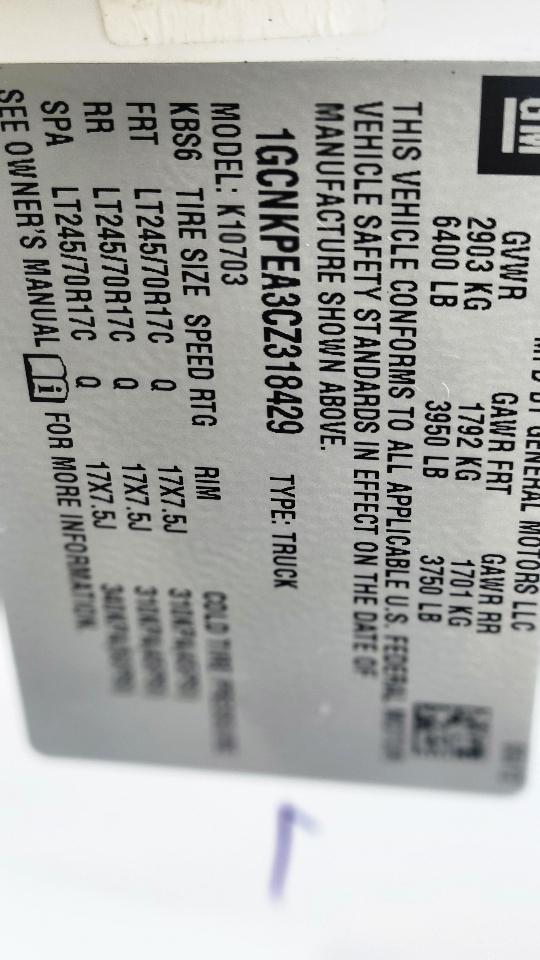 GM
MFD BY GENERAL MOTORS LLC
GVWR GAWR FRT GAWR RR
2903 KG 1792 KG 1701 KG
6400 LB 3950 LB 3750 LB
THIS VEHICLE CONFORMS TO ALL APPLICABLE U.S. FEDERAL MOTOR
VEHICLE SAFETY STANDARDS IN EFFECT ON THE DATE OF
MANUFACTURE SHOWN ABOVE.
1GCNKPEA3CZ318429 TYPE: TRUCK
MODEL: K10703
KBS6 TIRE SIZE SPEED RTG RIM COLD TIRE PRESSURE
FRT LT245/70R17C Q 17X7.5J
RR LT245/70R17C Q 17X7.5J
SPA LT245/70R17C Q 17X7.5J
SEE OWNER'S MANUAL i FOR MORE INFORMATION.